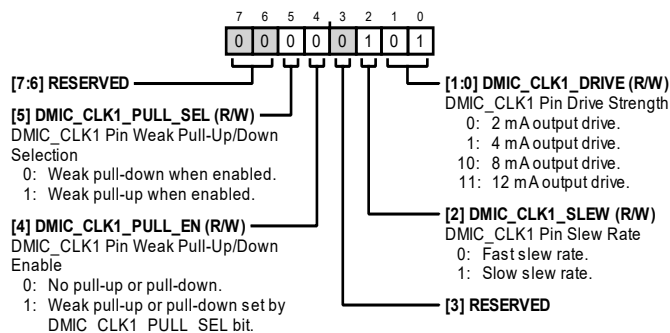 7 6 5 4 3 2 1 0
0 0 0 0 0 1 0 1
[7:6] RESERVED
[5] DMIC_CLK1_PULL_SEL (R/W)
DMIC_CLK1 Pin Weak Pull-Up/Down
Selection
0: Weak pull-down when enabled.
1: Weak pull-up when enabled.
[4] DMIC_CLK1_PULL_EN (R/W)
DMIC_CLK1 Pin Weak Pull-Up/Down
Enable
0: No pull-up or pull-down.
1: Weak pull-up or pull-down set by
DMIC_CLK1_PULL_SEL bit.
[1:0] DMIC_CLK1_DRIVE (R/W)
DMIC_CLK1 Pin Drive Strength
0: 2 mA output drive.
1: 4 mA output drive.
10: 8 mA output drive.
11: 12 mA output drive.
[2] DMIC_CLK1_SLEW (R/W)
DMIC_CLK1 Pin Slew Rate
0: Fast slew rate.
1: Slow slew rate.
[3] RESERVED